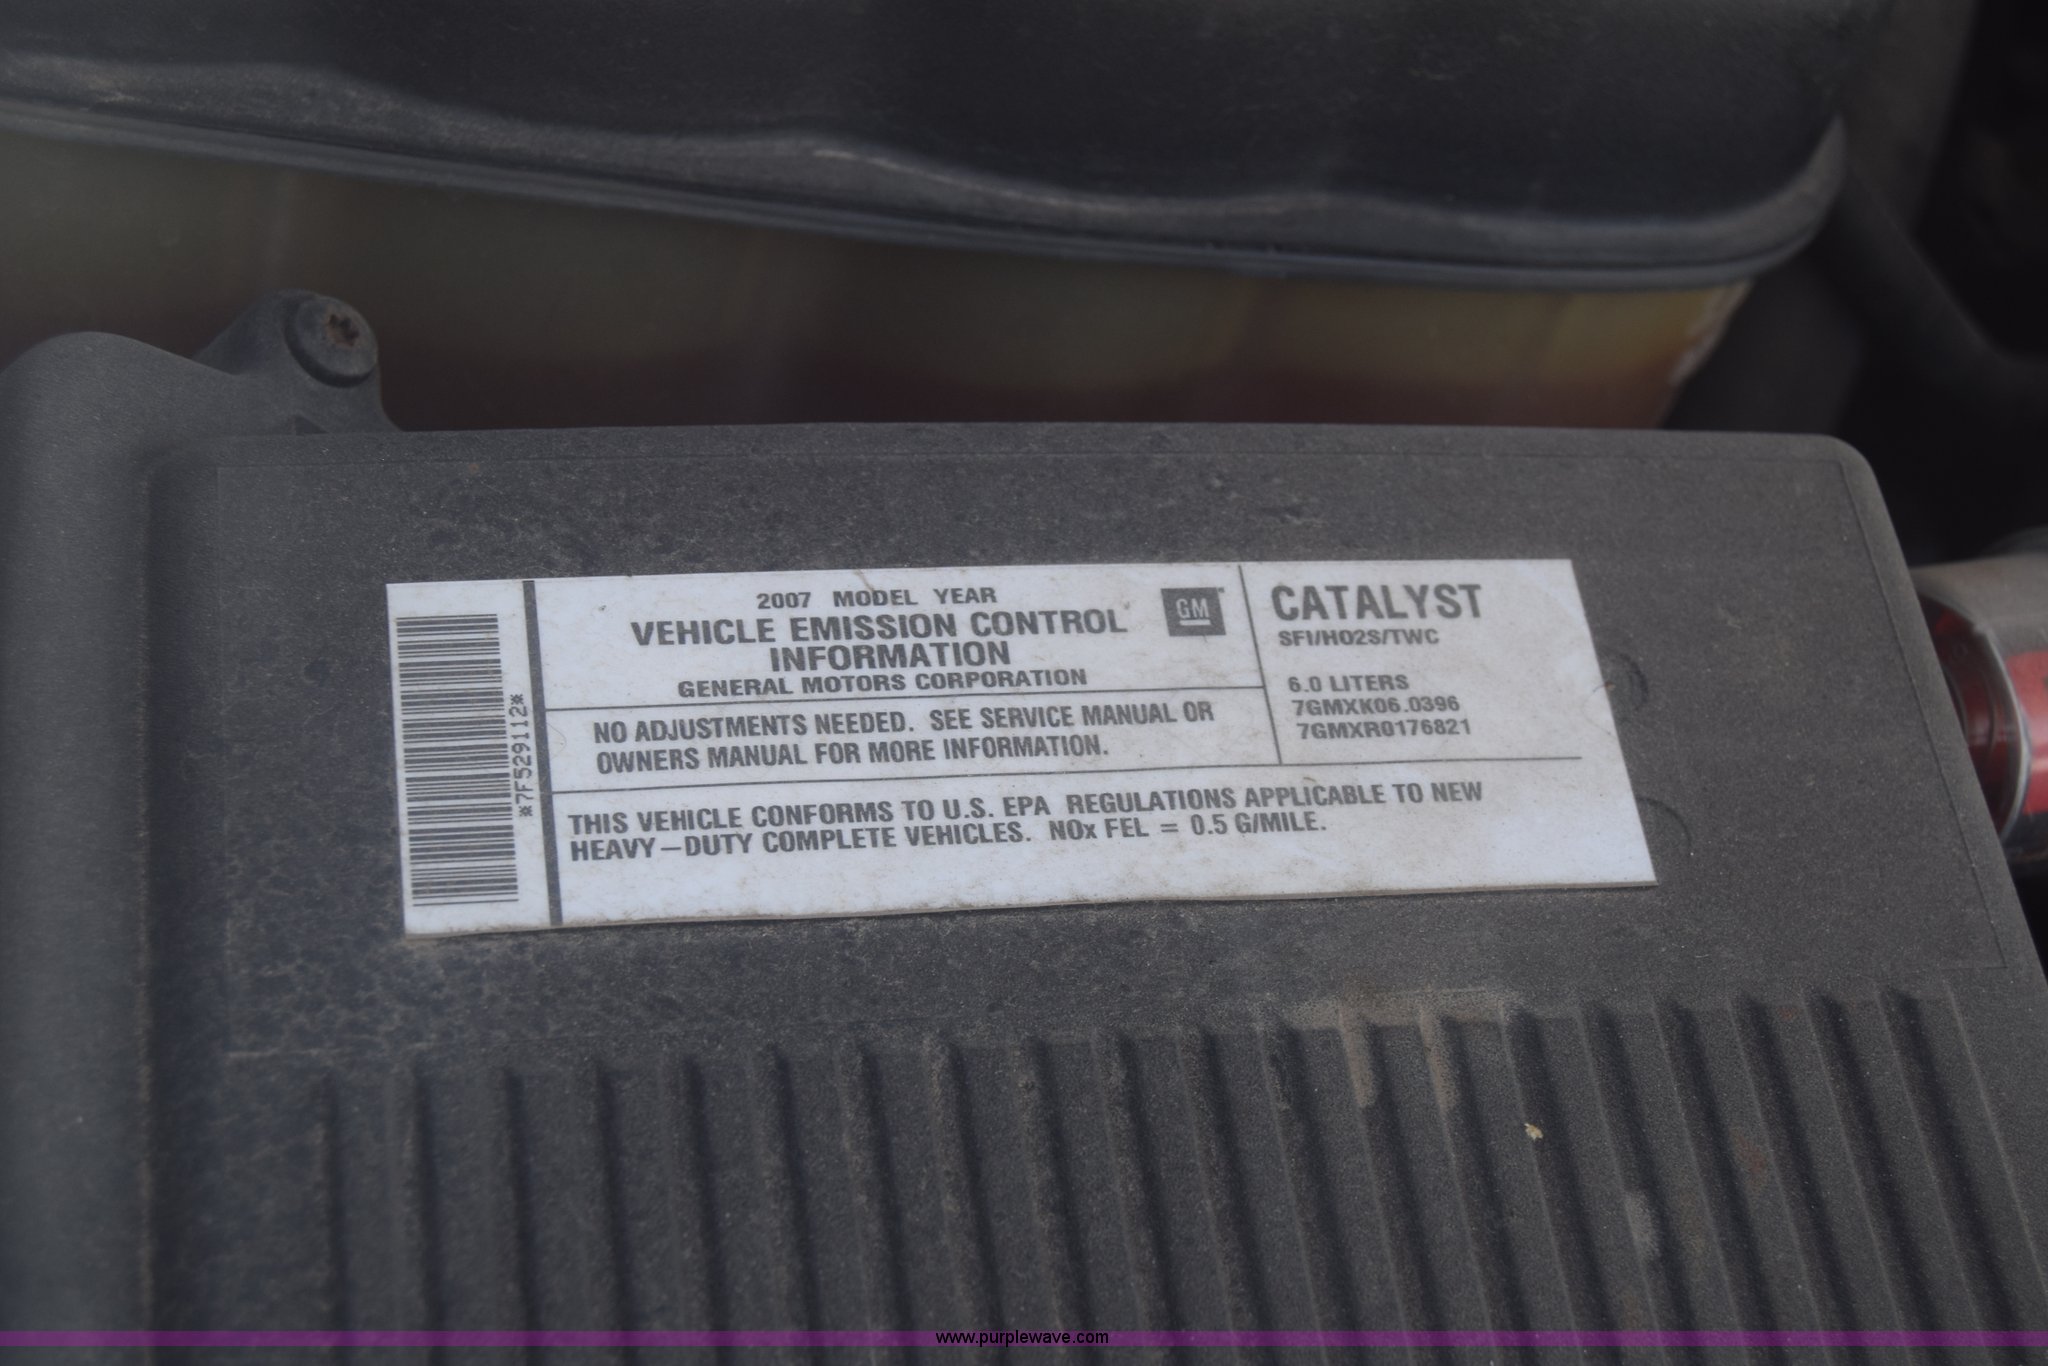 *7F529112*
2007 MODEL YEAR
VEHICLE EMISSION CONTROL
INFORMATION
GENERAL MOTORS CORPORATION
GM
NO ADJUSTMENTS NEEDED. SEE SERVICE MANUAL OR
OWNERS MANUAL FOR MORE INFORMATION.
CATALYST
SFI/HO2S/TWC
6.0 LITERS
7GMXK06.0396
7GMXR0176821
THIS VEHICLE CONFORMS TO U.S. EPA REGULATIONS APPLICABLE TO NEW
HEAVY-DUTY COMPLETE VEHICLES. NOx FEL = 0.5 G/MILE.
www.purplewave.com